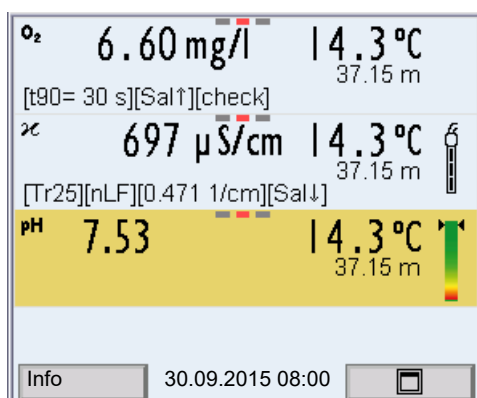 O₂ 6.60 mg/l 14.3 °C
37.15 m
[t90= 30 s][Sal↑][check]
ϰ 697 µS/cm 14.3 °C
37.15 m
[Tr25][nLF][0.471 1/cm][Sal↓]
pH 7.53 14.3 °C
37.15 m
Info 30.09.2015 08:00